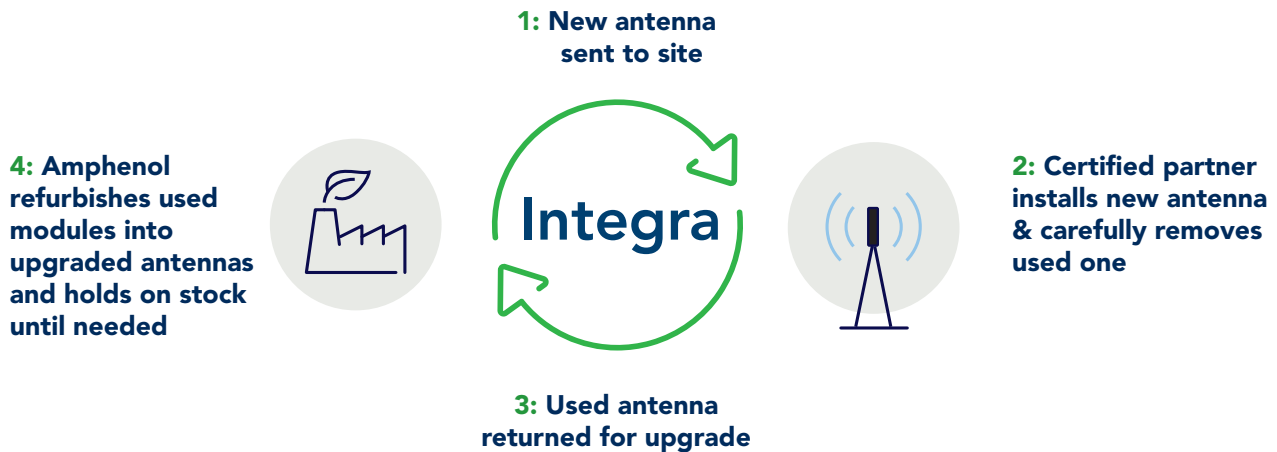 1: New antenna
sent to site
4: Amphenol
refurbishes used
modules into
upgraded antennas
and holds on stock
until needed
Integra
2: Certified partner
installs new antenna
& carefully removes
used one
3: Used antenna
returned for upgrade